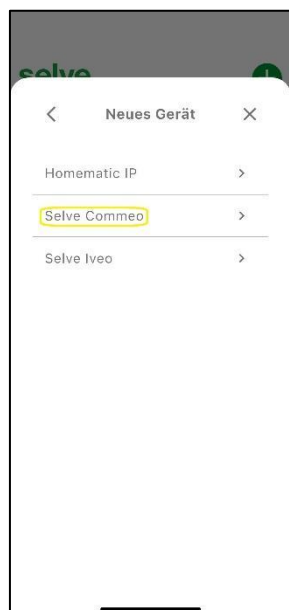 selve
Neues Gerät
Homematic IP
Selve Commeo
Selve Iveo